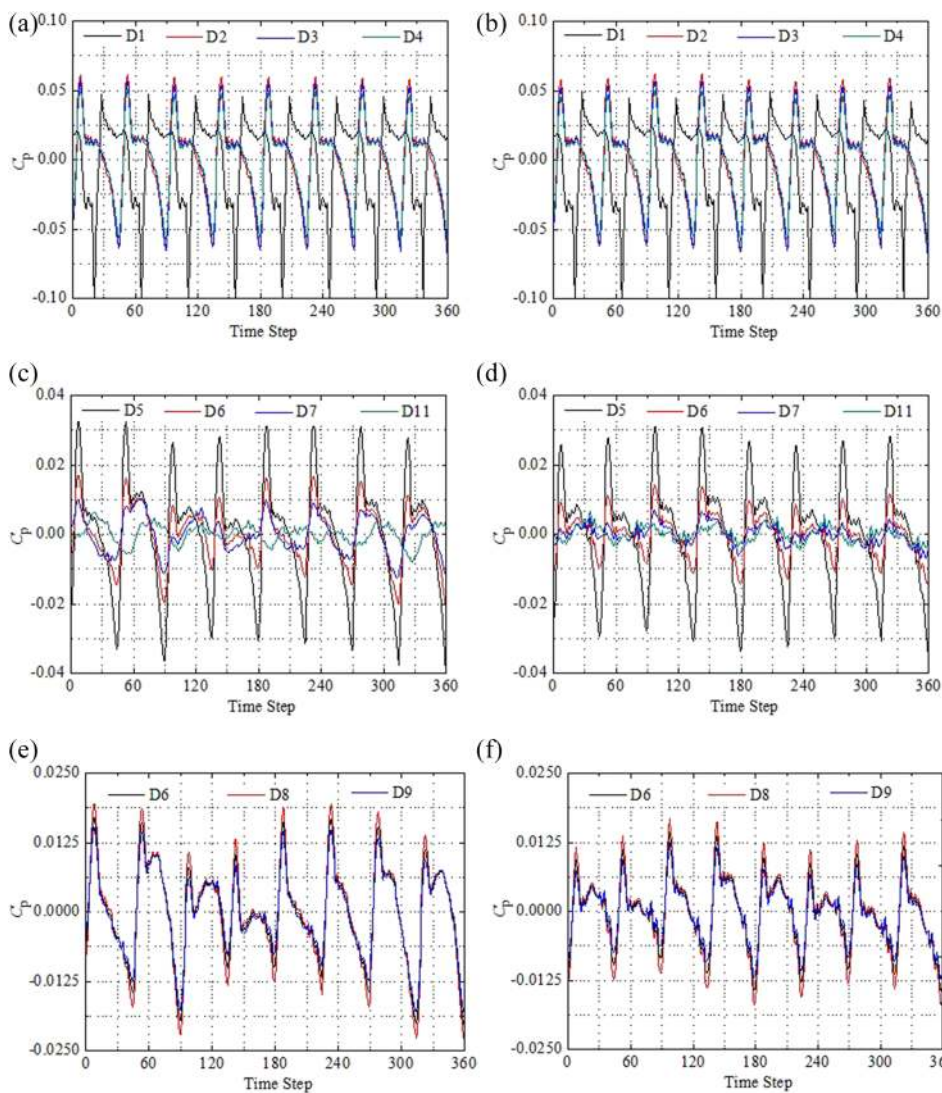 (a) (b)
D1 D2 D3 D4
D1 D2 D3 D4
0.10
0.05
0.00
-0.05
-0.10
Cp
0 60 120 180 240 300 360
Time Step
0.10
0.05
0.00
-0.05
-0.10
Cp
0 60 120 180 240 300 360
Time Step
(c) (d)
D5 D6 D7 D11
D5 D6 D7 D11
0.04
0.02
0.00
-0.02
-0.04
Cp
0 60 120 180 240 300 360
Time Step
0.04
0.02
0.00
-0.02
-0.04
Cp
0 60 120 180 240 300 360
Time Step
(e) (f)
D6 D8 D9
D6 D8 D9
0.0250
0.0125
0.0000
-0.0125
-0.0250
Cp
0 60 120 180 240 300 360
Time Step
0.0250
0.0125
0.0000
-0.0125
-0.0250
Cp
0 60 120 180 240 300 36
Time Step